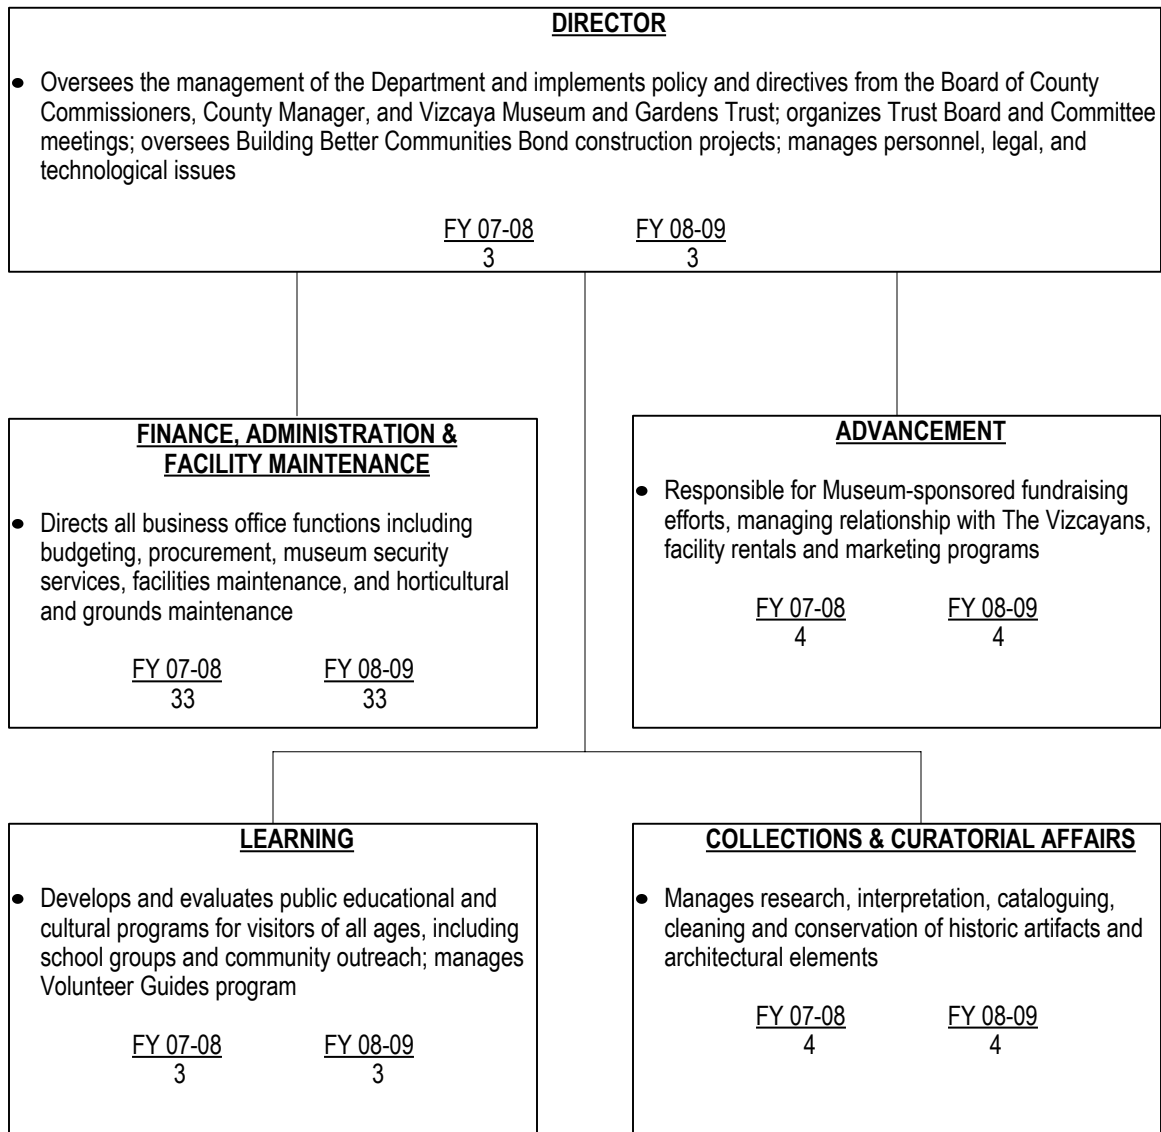 DIRECTOR
● Oversees the management of the Department and implements policy and directives from the Board of County
Commissioners, County Manager, and Vizcaya Museum and Gardens Trust; organizes Trust Board and Committee
meetings; oversees Building Better Communities Bond construction projects; manages personnel, legal, and
technological issues
FY 07-08 FY 08-09
3 3
FINANCE, ADMINISTRATION &
FACILITY MAINTENANCE
● Directs all business office functions including
budgeting, procurement, museum security
services, facilities maintenance, and horticultural
and grounds maintenance
FY 07-08 FY 08-09
33 33
ADVANCEMENT
● Responsible for Museum-sponsored fundraising
efforts, managing relationship with The Vizcayans,
facility rentals and marketing programs
FY 07-08 FY 08-09
4 4
LEARNING
● Develops and evaluates public educational and
cultural programs for visitors of all ages, including
school groups and community outreach; manages
Volunteer Guides program
FY 07-08 FY 08-09
3 3
COLLECTIONS & CURATORIAL AFFAIRS
● Manages research, interpretation, cataloguing,
cleaning and conservation of historic artifacts and
architectural elements
FY 07-08 FY 08-09
4 4